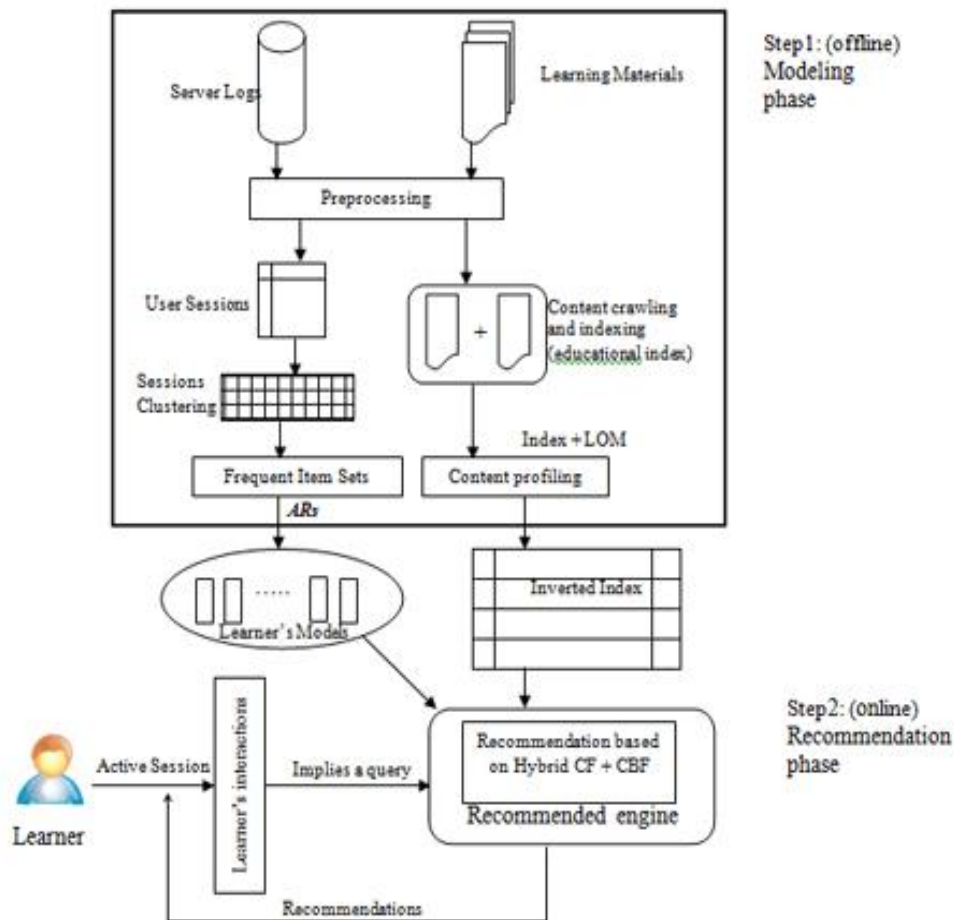 Step1: (offline)
Modeling
phase
Server Logs
Learning Materials
Preprocessing
User Sessions
Content crawling
and indexing
(educational index)
+
Sessions
Clustering
Index + LOM
Frequent Item Sets
Content profiling
ARs
.....
Learner's Models
Inverted Index
Step2: (online)
Recommendation
phase
Learner
Active Session
Learner's interactions
Implies a query
Recommendation based
on Hybrid CF + CBF
Recommended engine
Recommendations